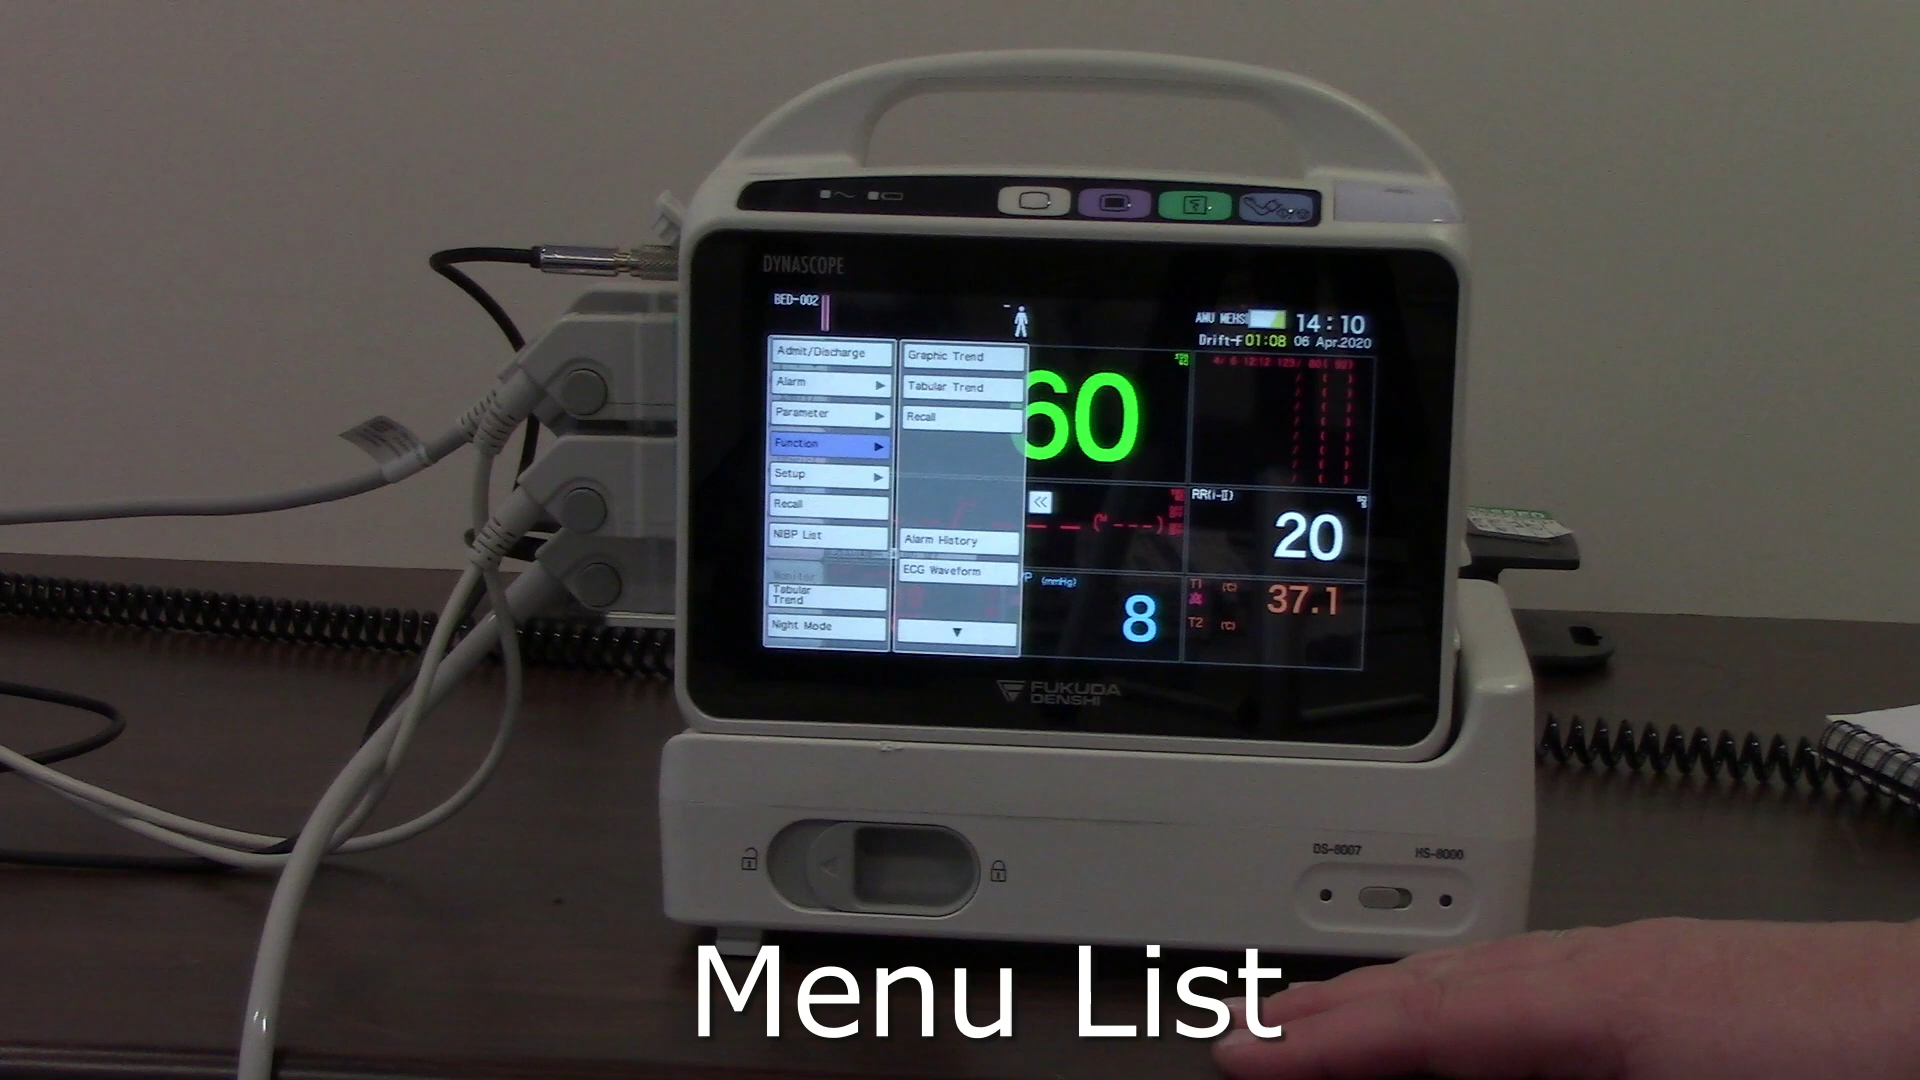 DYNASCOPE
BED-002
14:10
Drift-F 01:08 06 Apr.2020
Admit/Discharge
Alarm
Parameter
Function
Setup
Recall
NIBP List
Monitor
Tabular
Trend
Night Mode
Graphic Trend
Tabular Trend
Recall
Alarm History
ECG Waveform
60
RR(i-II)
20
(mmHg)
8
T1 (°C)
37.1
T2 (°C)
FUKUDA
DENSHI
DS-8007 HS-8000
Menu List